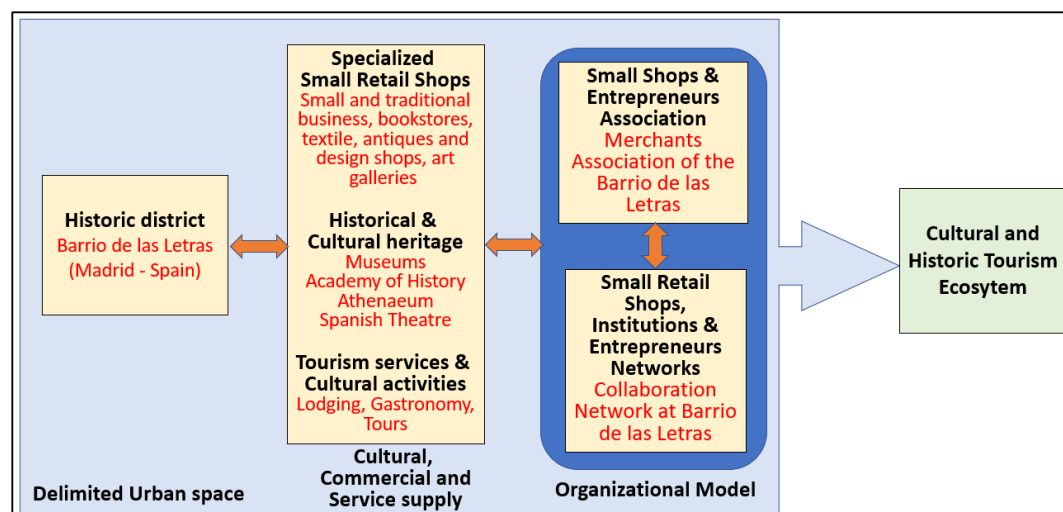 Historic district
Barrio de las Letras
(Madrid - Spain)
Delimited Urban space
Specialized
Small Retail Shops
Small and traditional
business, bookstores,
textile, antiques and
design shops, art
galleries
Historical &
Cultural heritage
Museums
Academy of History
Athenaeum
Spanish Theatre
Tourism services &
Cultural activities
Lodging, Gastronomy,
Tours
Cultural,
Commercial and
Service supply
Small Shops &
Entrepreneurs
Association
Merchants
Association of the
Barrio de las
Letras
Small Retail
Shops,
Institutions &
Entrepreneurs
Networks
Collaboration
Network at Barrio
de las Letras
Organizational Model
Cultural and
Historic Tourism
Ecosytem